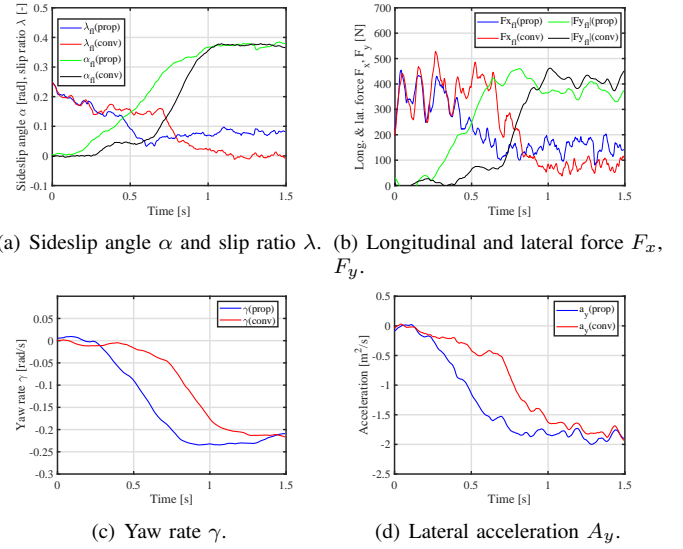 Sideslip angle α [rad], slip ratio λ [-]
0.5
0.4
0.3
0.2
0.1
0
-0.1
λfl(prop)
λfl(conv)
αfl(prop)
αfl(conv)
0 0.5 1 1.5
Time [s]
Long. & lat. force Fx, Fy [N]
700
600
500
400
300
200
100
0
Fxfl(prop) |Fyfl|(prop)
Fxfl(conv) |Fyfl|(conv)
0 0.5 1 1.5
Time [s]
(a) Sideslip angle α and slip ratio λ.
(b) Longitudinal and lateral force Fx,
Fy.
Yaw rate γ [rad/s]
0.05
0
-0.05
-0.1
-0.15
-0.2
-0.25
-0.3
γ(prop)
γ(conv)
0 0.5 1 1.5
Time [s]
Acceleration [m²/s]
0.5
0
-0.5
-1
-1.5
-2
-2.5
ay(prop)
ay(conv)
0 0.5 1 1.5
Time [s]
(c) Yaw rate γ.
(d) Lateral acceleration Ay.